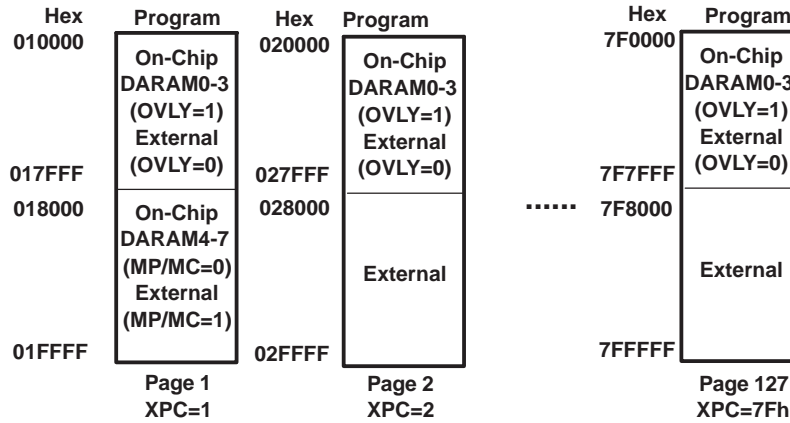 Hex Program
010000
On-Chip
DARAM0-3
(OVLY=1)
External
(OVLY=0)
017FFF
018000
On-Chip
DARAM4-7
(MP/MC=0)
External
(MP/MC=1)
01FFFF
Page 1
XPC=1
Hex Program
020000
On-Chip
DARAM0-3
(OVLY=1)
External
(OVLY=0)
027FFF
028000
External
02FFFF
Page 2
XPC=2
......
Hex Program
7F0000
On-Chip
DARAM0-3
(OVLY=1)
External
(OVLY=0)
7F7FFF
7F8000
External
7FFFFF
Page 127
XPC=7Fh